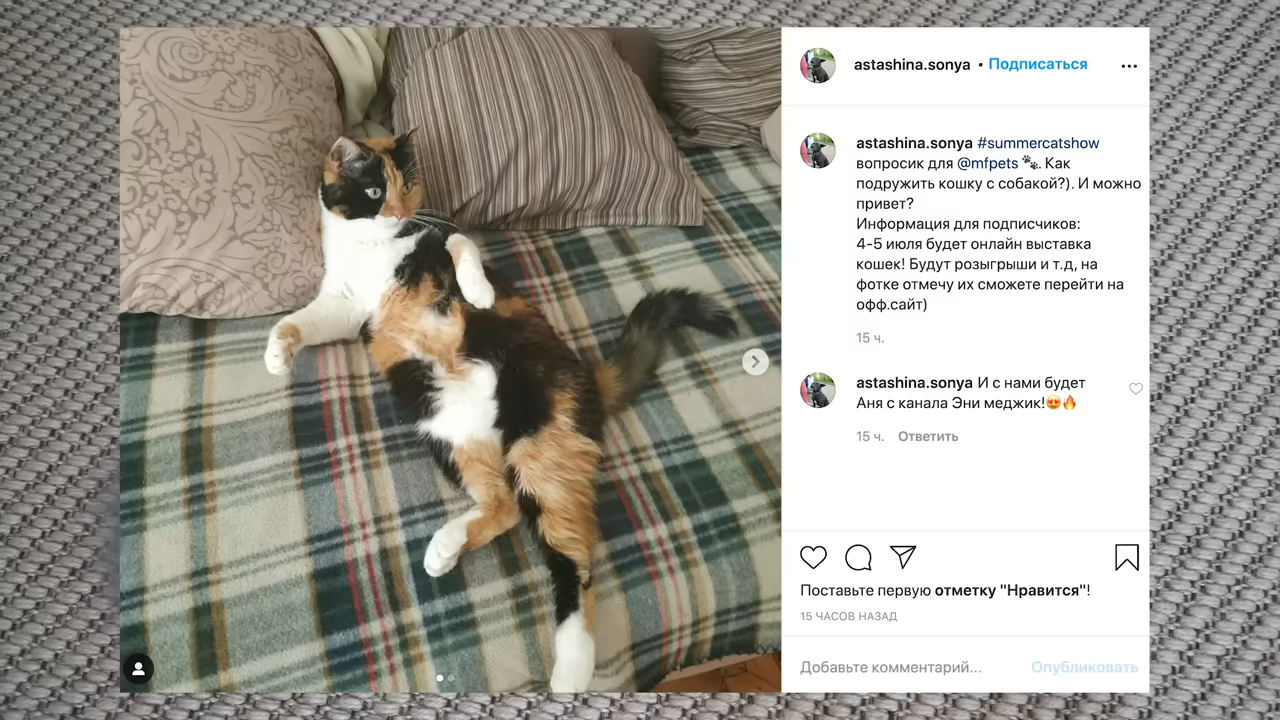 astashina.sonya • Подписаться
astashina.sonya #summercatshow
вопросик для @mfpets 🐾. Как
подружить кошку с собакой?). И можно
привет?
Информация для подписчиков:
4-5 июля будет онлайн выставка
кошек! Будут розыгрыши и т.д, на
фотке отмечу их сможете перейти на
офф.сайт)
15 ч.
astashina.sonya И с нами будет
Аня с канала Эни меджик!😍🔥
15 ч. Ответить
Поставьте первую отметку "Нравится"!
15 ЧАСОВ НАЗАД
Добавьте комментарий... Опубликовать